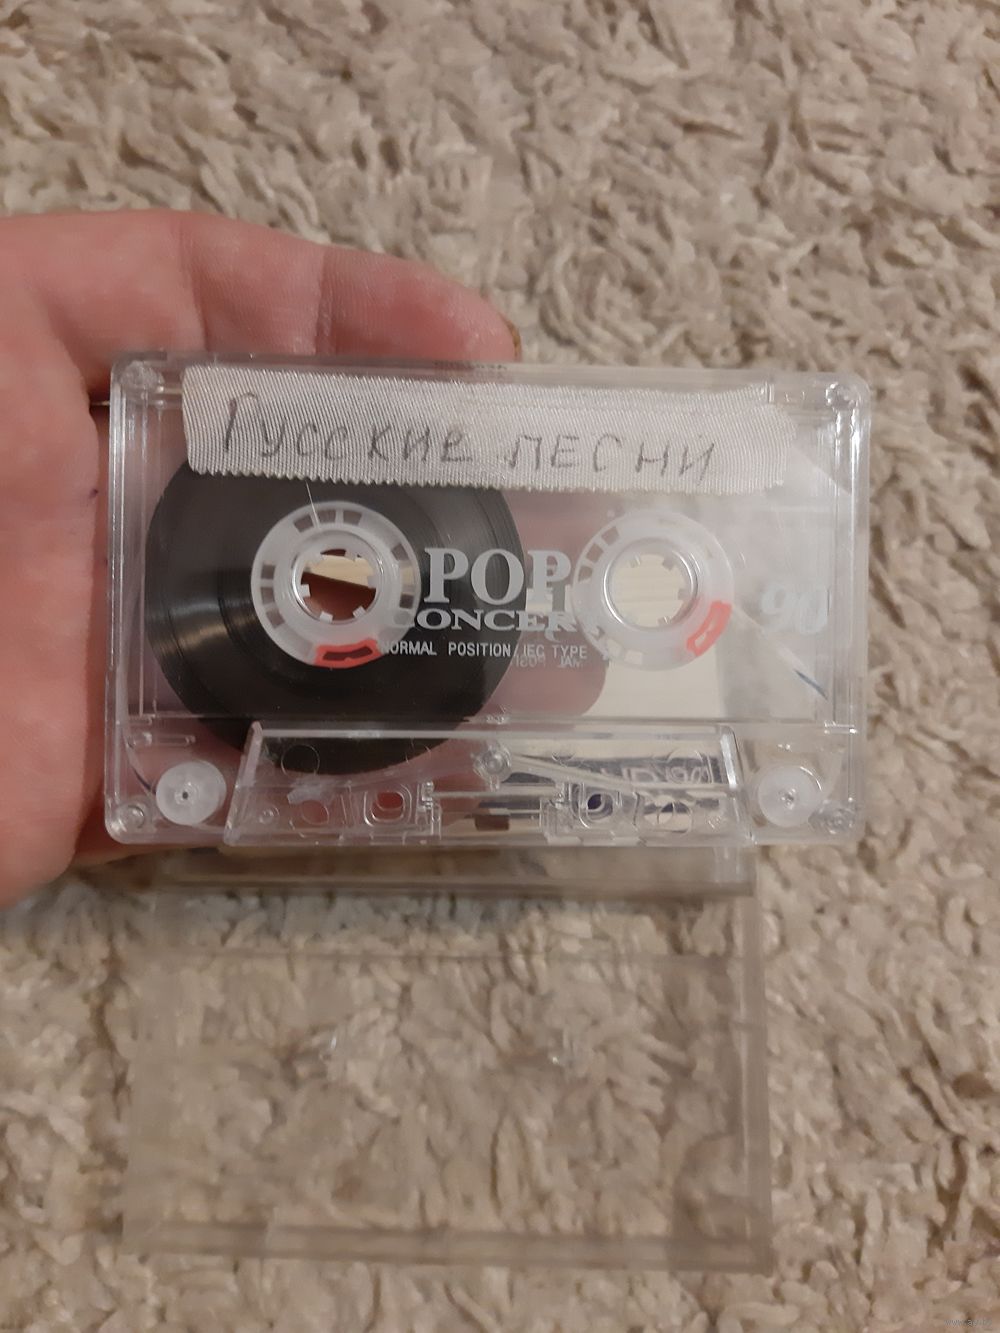 Русские песни
POP
CONCERT
90
NORMAL POSITION/IEC TYPE